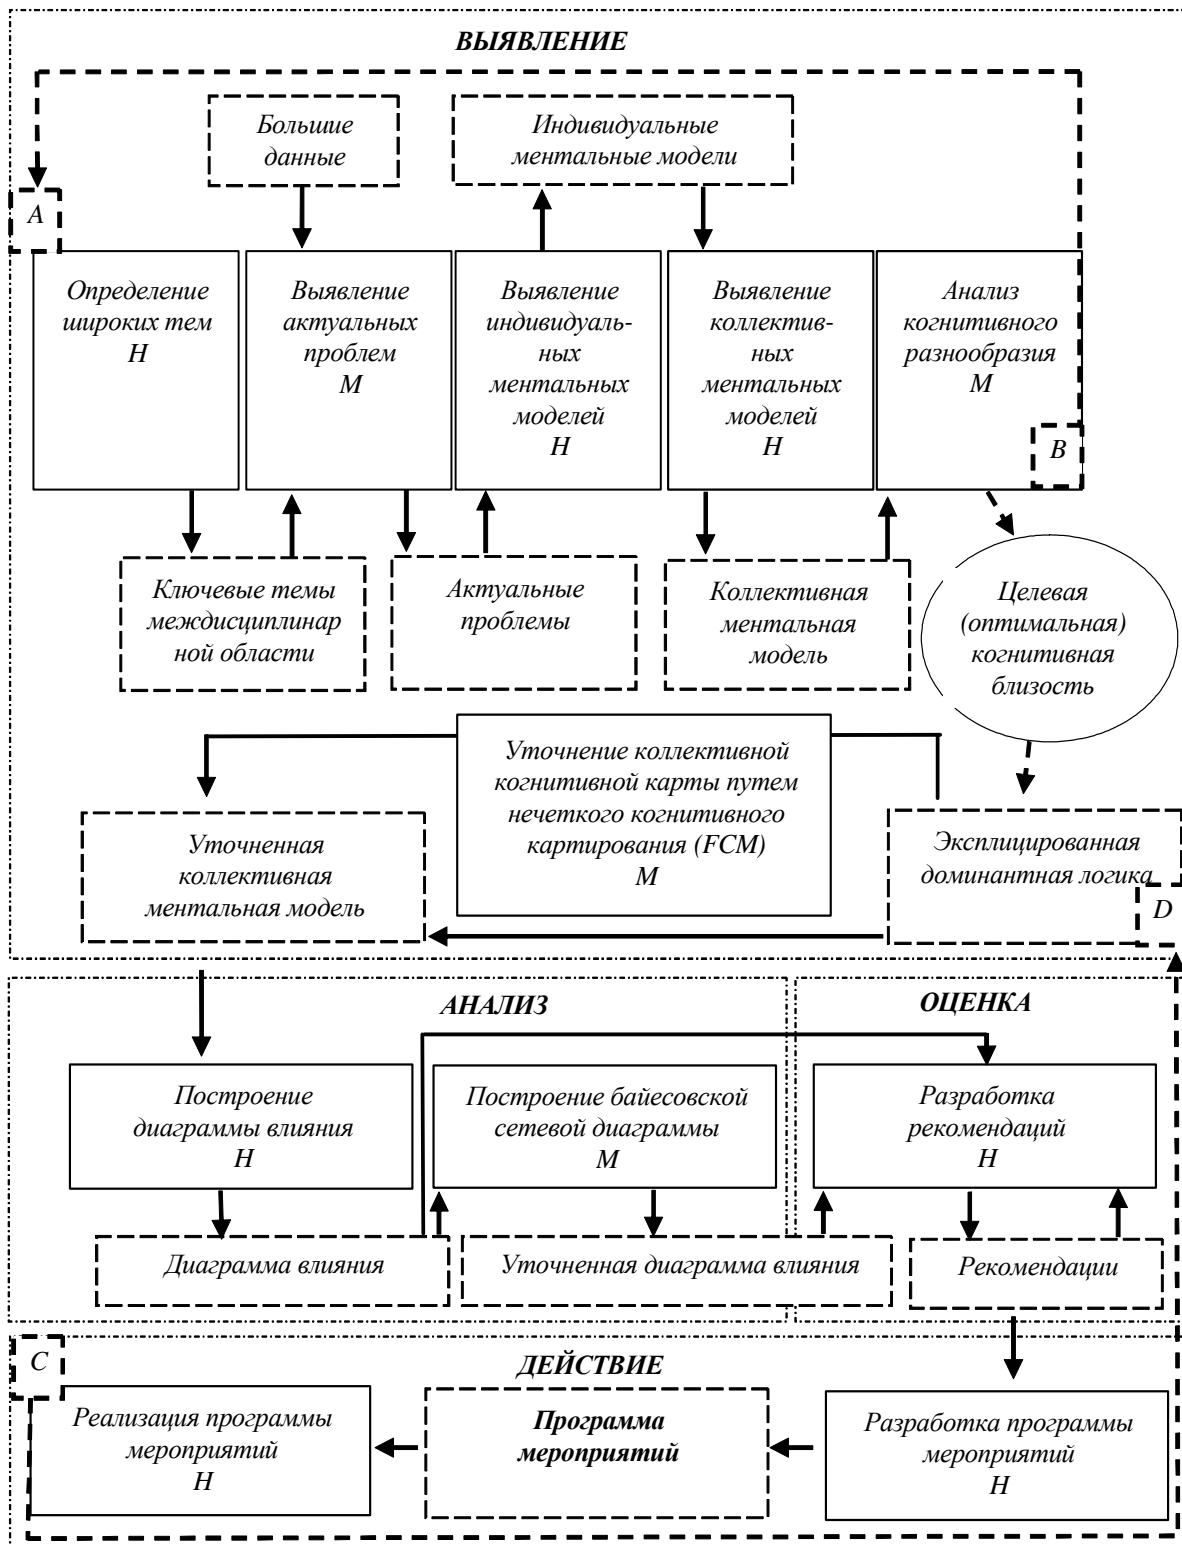 ВЫЯВЛЕНИЕ
Большие
данные
Индивидуальные
ментальные модели
A
Определение
широких тем
H
Выявление
актуальных
проблем
M
Выявление
индивидуаль-
ных
ментальных
моделей
H
Выявление
коллектив-
ных
ментальных
моделей
H
Анализ
когнитивного
разнообразия
M
B
Ключевые темы
междисциплинар
ной области
Актуальные
проблемы
Коллективная
ментальная
модель
Целевая
(оптимальная)
когнитивная
близость
Уточнение коллективной
когнитивной карты путем
нечеткого когнитивного
картирования (FCM)
M
Уточненная
коллективная
ментальная модель
Эксплицированная
доминантная логика
D
АНАЛИЗ
ОЦЕНКА
Построение
диаграммы влияния
H
Построение байесовской
сетевой диаграммы
M
Разработка
рекомендаций
H
Диаграмма влияния
Уточненная диаграмма влияния
Рекомендации
C
ДЕЙСТВИЕ
Реализация программы
мероприятий
H
Программа
мероприятий
Разработка программы
мероприятий
H